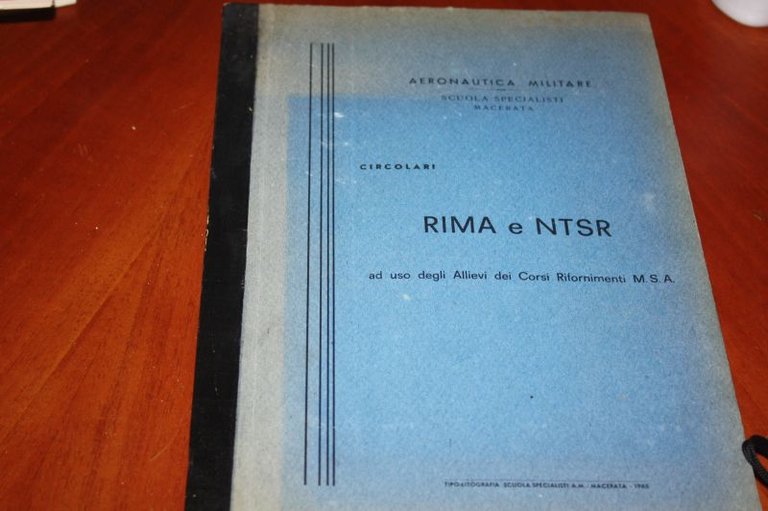 AERONAUTICA MILITARE
SCUOLA SPECIALISTI
MACERATA
CIRCOLARI
RIMA e NTSR
ad uso degli Allievi dei Corsi Rifornimenti M.S.A.
TIPO-LITOGRAFIA SCUOLA SPECIALISTI A.M. - MACERATA - 1965